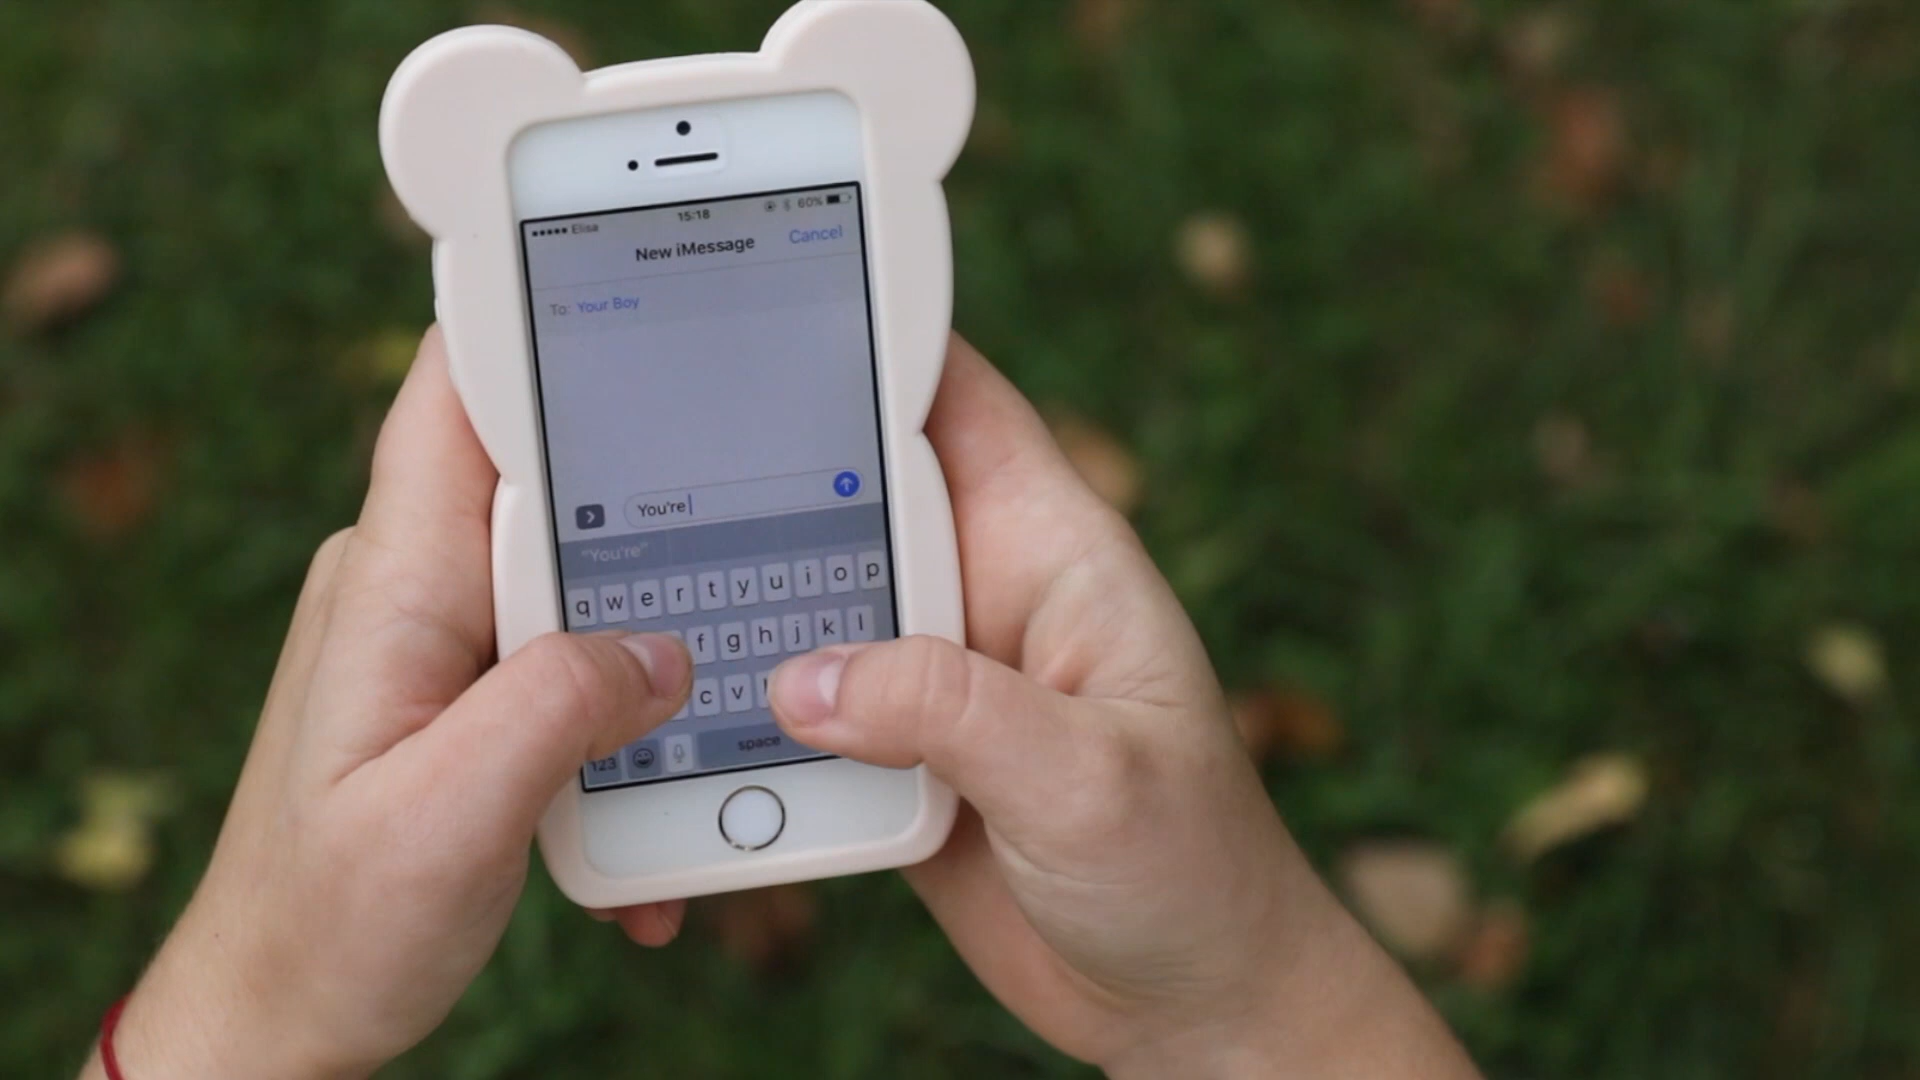 ●●●●● Elisa 15:18 60%
New iMessage Cancel
To: Your Boy
You're
"You're"
q w e r t y u i o p
f g h j k l
c v
123 space